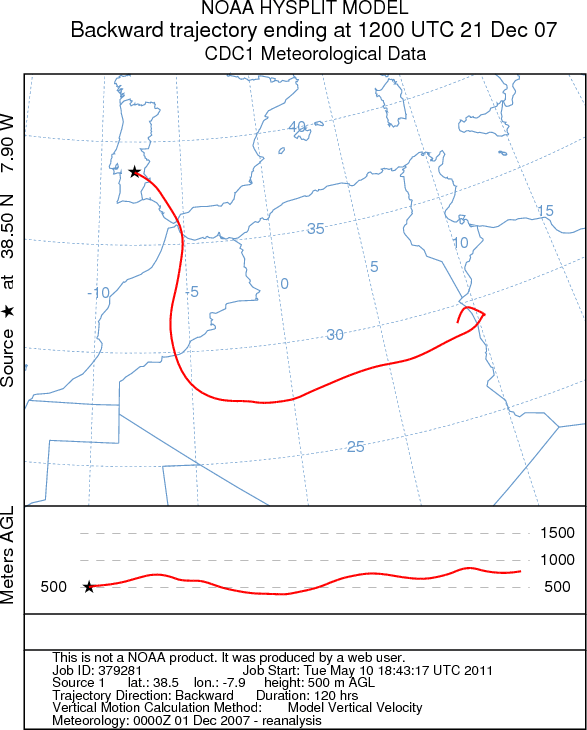 NOAA HYSPLIT MODEL
Backward trajectory ending at 1200 UTC 21 Dec 07
CDC1 Meteorological Data
Source ★ at 38.50 N 7.90 W
40
35
15
5
10
5
0
-5
-10
30
25
Meters AGL
1500
1000
500
500
This is not a NOAA product. It was produced by a web user.
Job ID: 379281 Job Start: Tue May 10 18:43:17 UTC 2011
Source 1 lat.: 38.5 lon.: -7.9 height: 500 m AGL
Trajectory Direction: Backward Duration: 120 hrs
Vertical Motion Calculation Method: Model Vertical Velocity
Meteorology: 0000Z 01 Dec 2007 - reanalysis